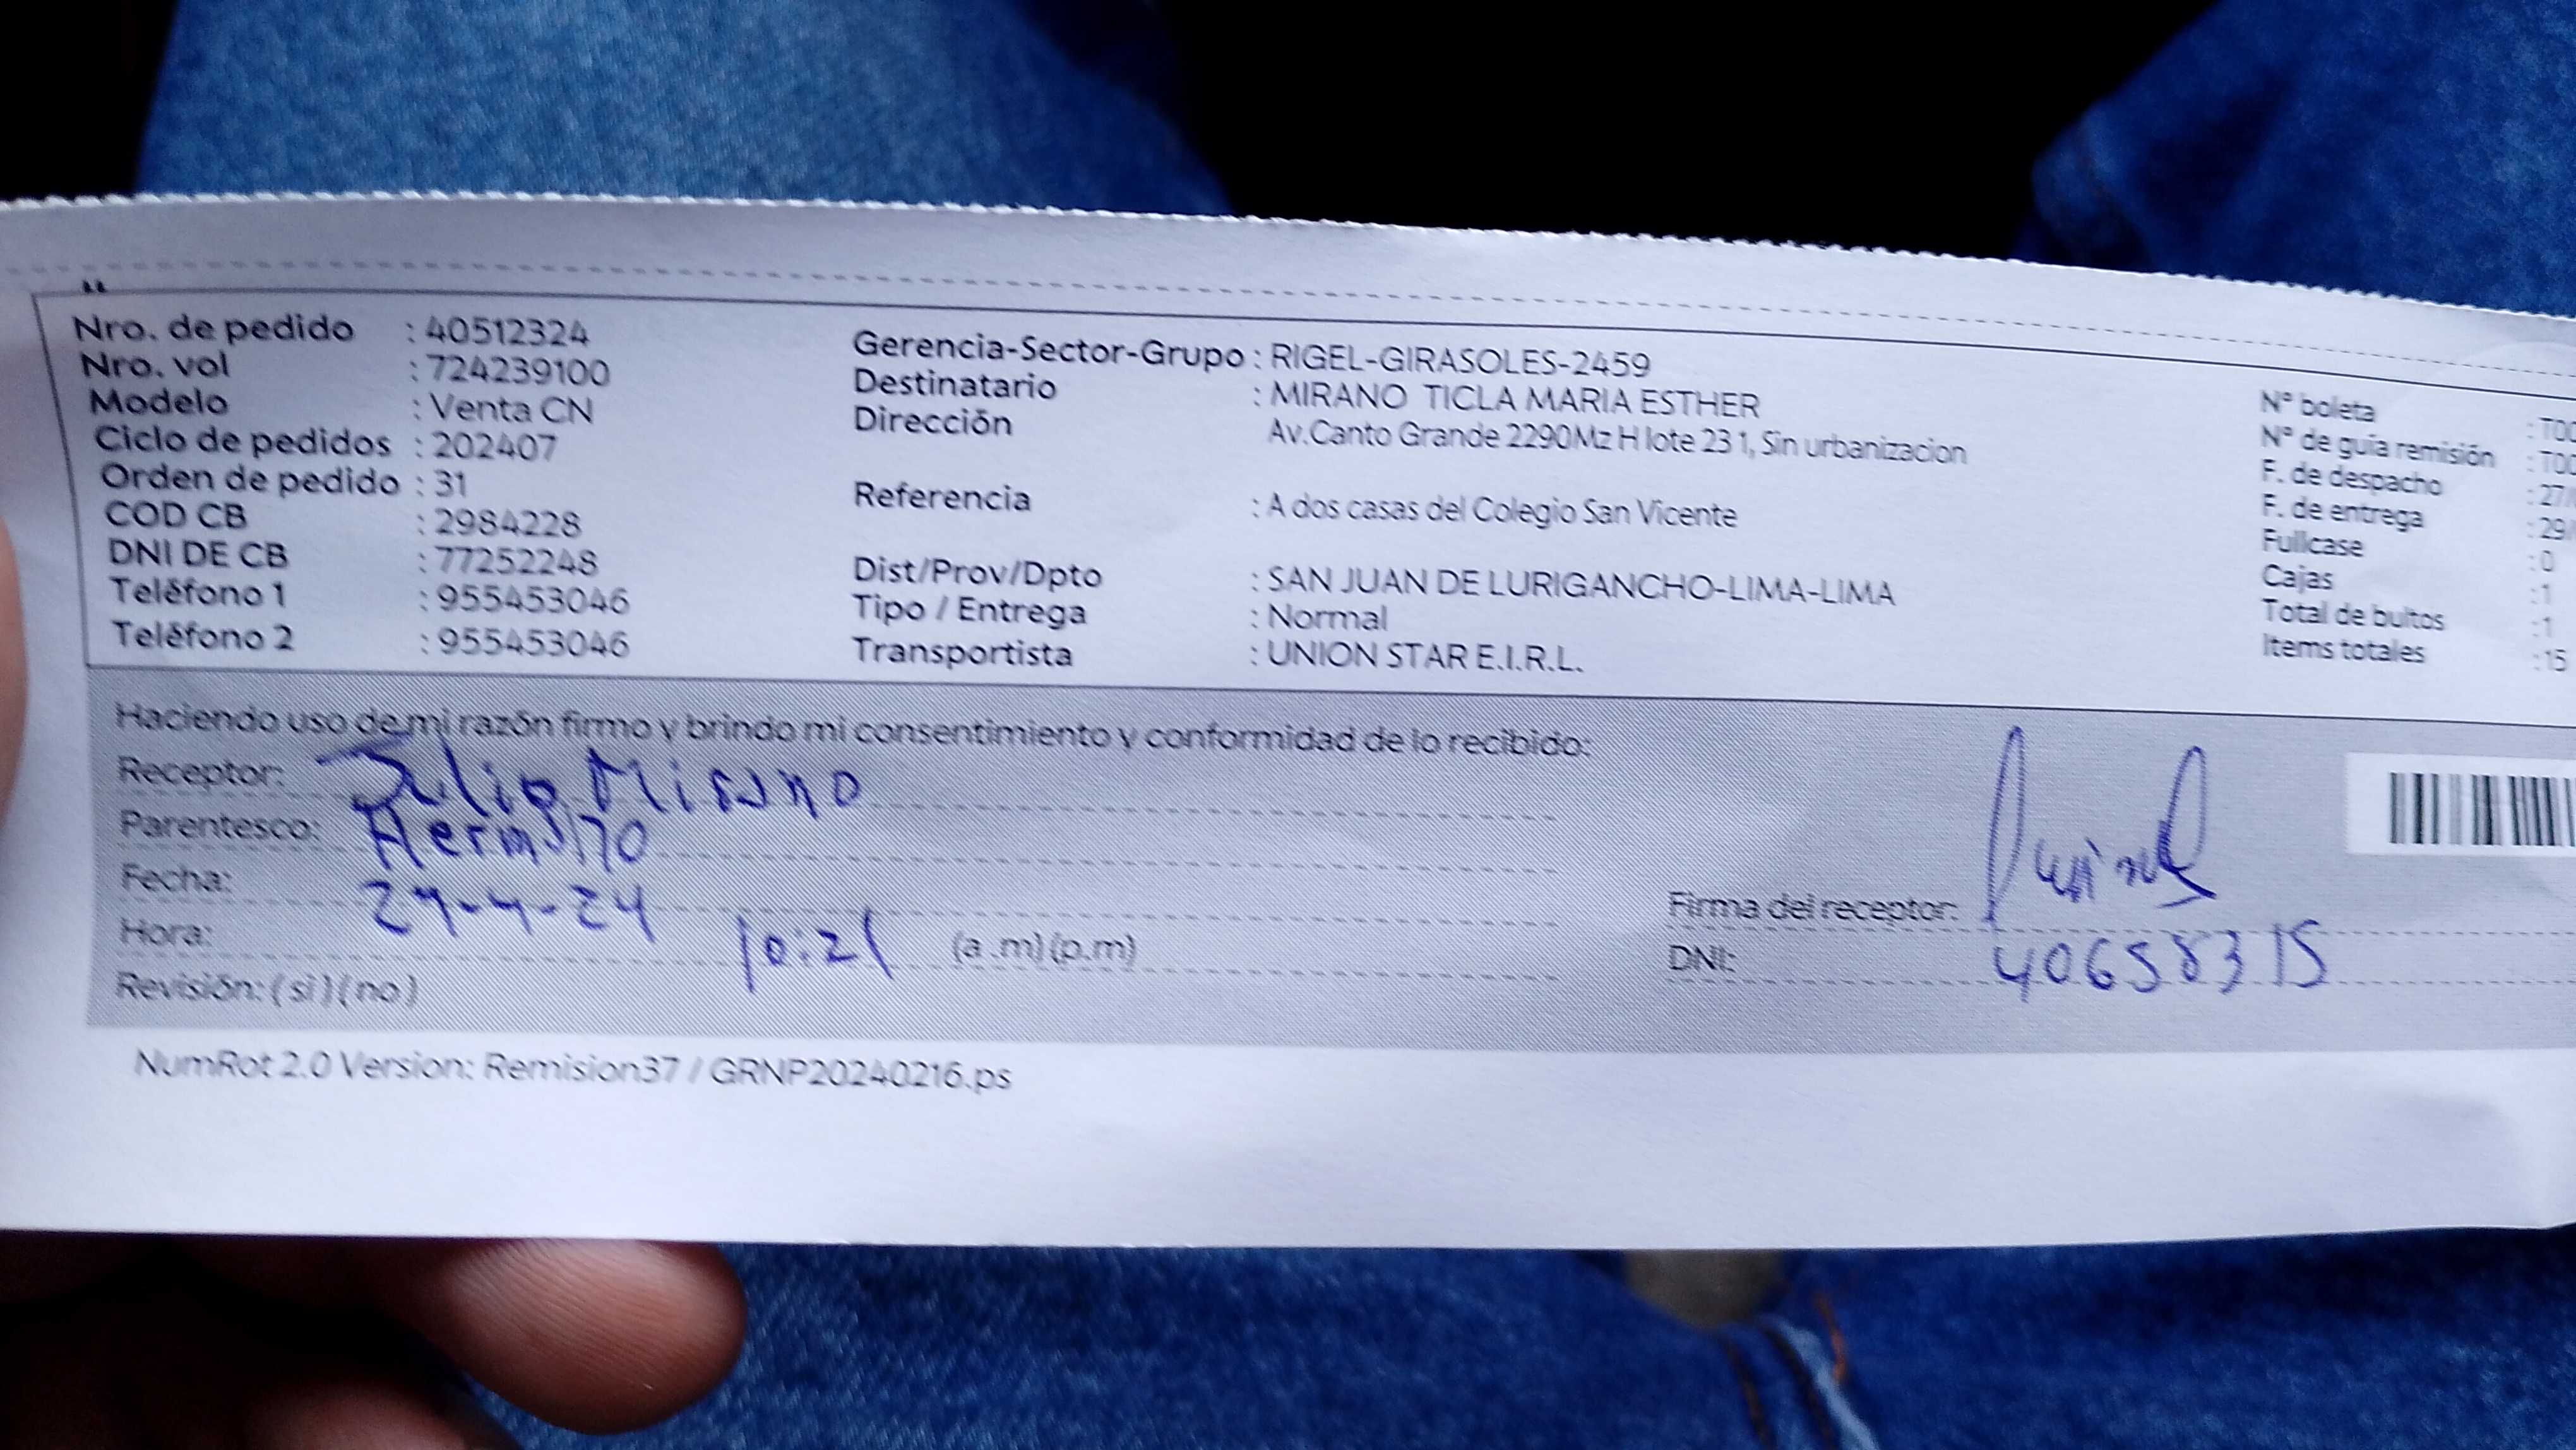 Nro. de pedido : 40512324
Nro. vol : 724239100
Modelo : Venta CN
Ciclo de pedidos : 202407
Orden de pedido : 31
COD CB : 2984228
DNI DE CB : 77252248
Teléfono 1 : 955453046
Teléfono 2 : 955453046
Gerencia-Sector-Grupo : RIGEL-GIRASOLES-2459
Destinatario : MIRANO TICLA MARIA ESTHER
Dirección Av.Canto Grande 2290Mz H lote 23 1, Sin urbanizacion
Referencia : A dos casas del Colegio San Vicente
Dist/Prov/Dpto : SAN JUAN DE LURIGANCHO-LIMA-LIMA
Tipo / Entrega : Normal
Transportista : UNION STAR E.I.R.L.
N° boleta : T00
N° de guía remisión : T00
F. de despacho : 27/
F. de entrega : 29/
Fullcase : 0
Cajas : 1
Total de bultos : 1
Items totales : 15
Haciendo uso de mi razón firmo y brindo mi consentimiento y conformidad de lo recibido:
Receptor: Julio Mirano
Parentesco: Hermano
Fecha: 29-4-24
Hora: 10:21 (a.m)(p.m)
Revisión: (si)(no)
Firma del receptor:
DNI: 40658315
NumRot 2.0 Version: Remision37 / GRNP20240216.ps